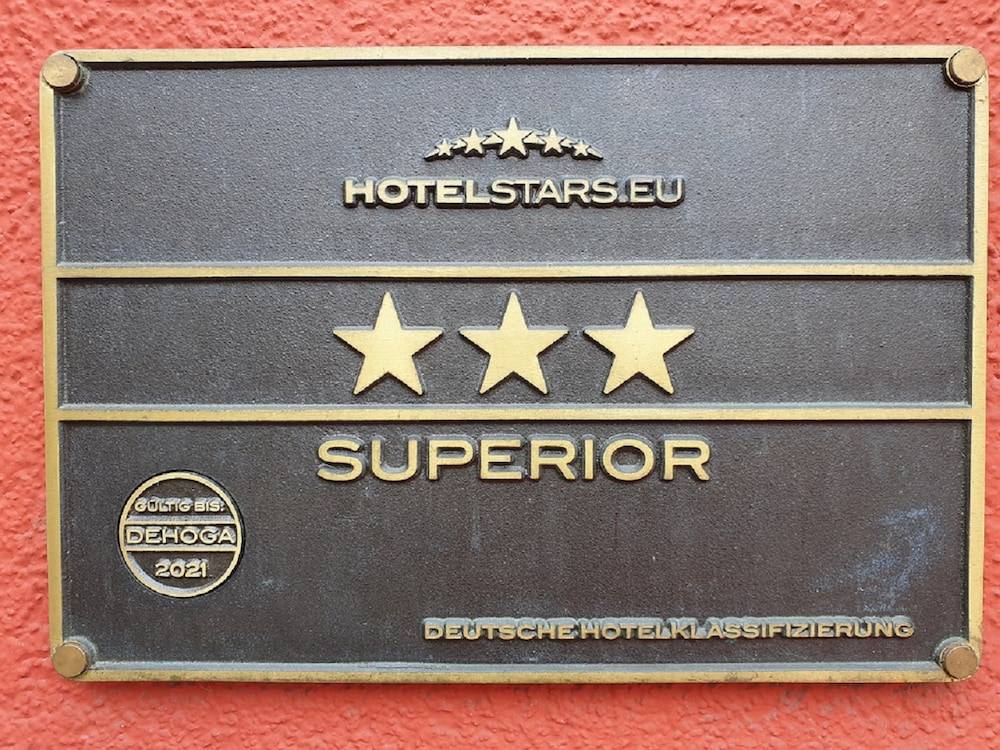 HOTELSTARS.EU
SUPERIOR
GÜLTIG BIS:
DEHOGA
2021
DEUTSCHE HOTELKLASSIFIZIERUNG